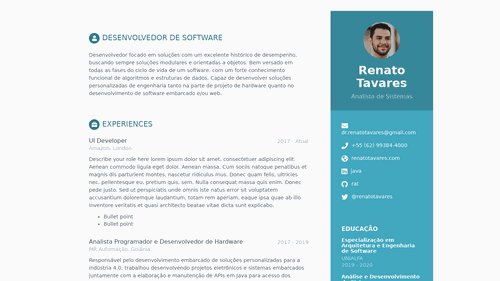 DESENVOLVEDOR DE SOFTWARE
Desenvolvedor focado em soluções com um excelente histórico de desempenho,
buscando sempre soluções modulares e orientadas a objetos. Bem versado em
todas as fases do ciclo de vida de um software, com um forte conhecimento
funcional de algoritmos e estruturas de dados. Capaz de desenvolver soluções
personalizadas de engenharia tanto na parte de projeto de hardware quanto no
desenvolvimento de software embarcado e/ou web.
EXPERIENCES
UI Developer
2017 - Atual
Amazon, London
Describe your role here lorem ipsum dolor sit amet, consectetuer adipiscing elit.
Aenean commodo ligula eget dolor. Aenean massa. Cum sociis natoque penatibus et
magnis dis parturient montes, nascetur ridiculus mus. Donec quam felis, ultricies
nec, pellentesque eu, pretium quis, sem. Nulla consequat massa quis enim. Donec
pede justo. Sed ut perspiciatis unde omnis iste natus error sit voluptatem
accusantium doloremque laudantium, totam rem aperiam, eaque ipsa quae ab illo
inventore veritatis et quasi architecto beatae vitae dicta sunt explicabo.
• Bullet point
• Bullet point
Analista Programador e Desenvolvedor de Hardware
2017 - 2019
MR Automação, Goiânia
Responsável pelo desenvolvimento embarcado de soluções personalizadas para a
indústria 4.0, trabalhou desenvolvendo projetos eletrônicos e sistemas embarcados
juntamente com a elaboração e manutenção de APIs em Java para acesso dos
Renato
Tavares
Analista de Sistemas
dr.renatotavares@gmail.com
+55 (62) 99384-4000
renatotavares.com
java
rat
@renatotavares
EDUCAÇÃO
Especialização em
Arquitetura e Engenharia
de Software
UNIALFA
2019 - 2020
Análise e Desenvolvimento